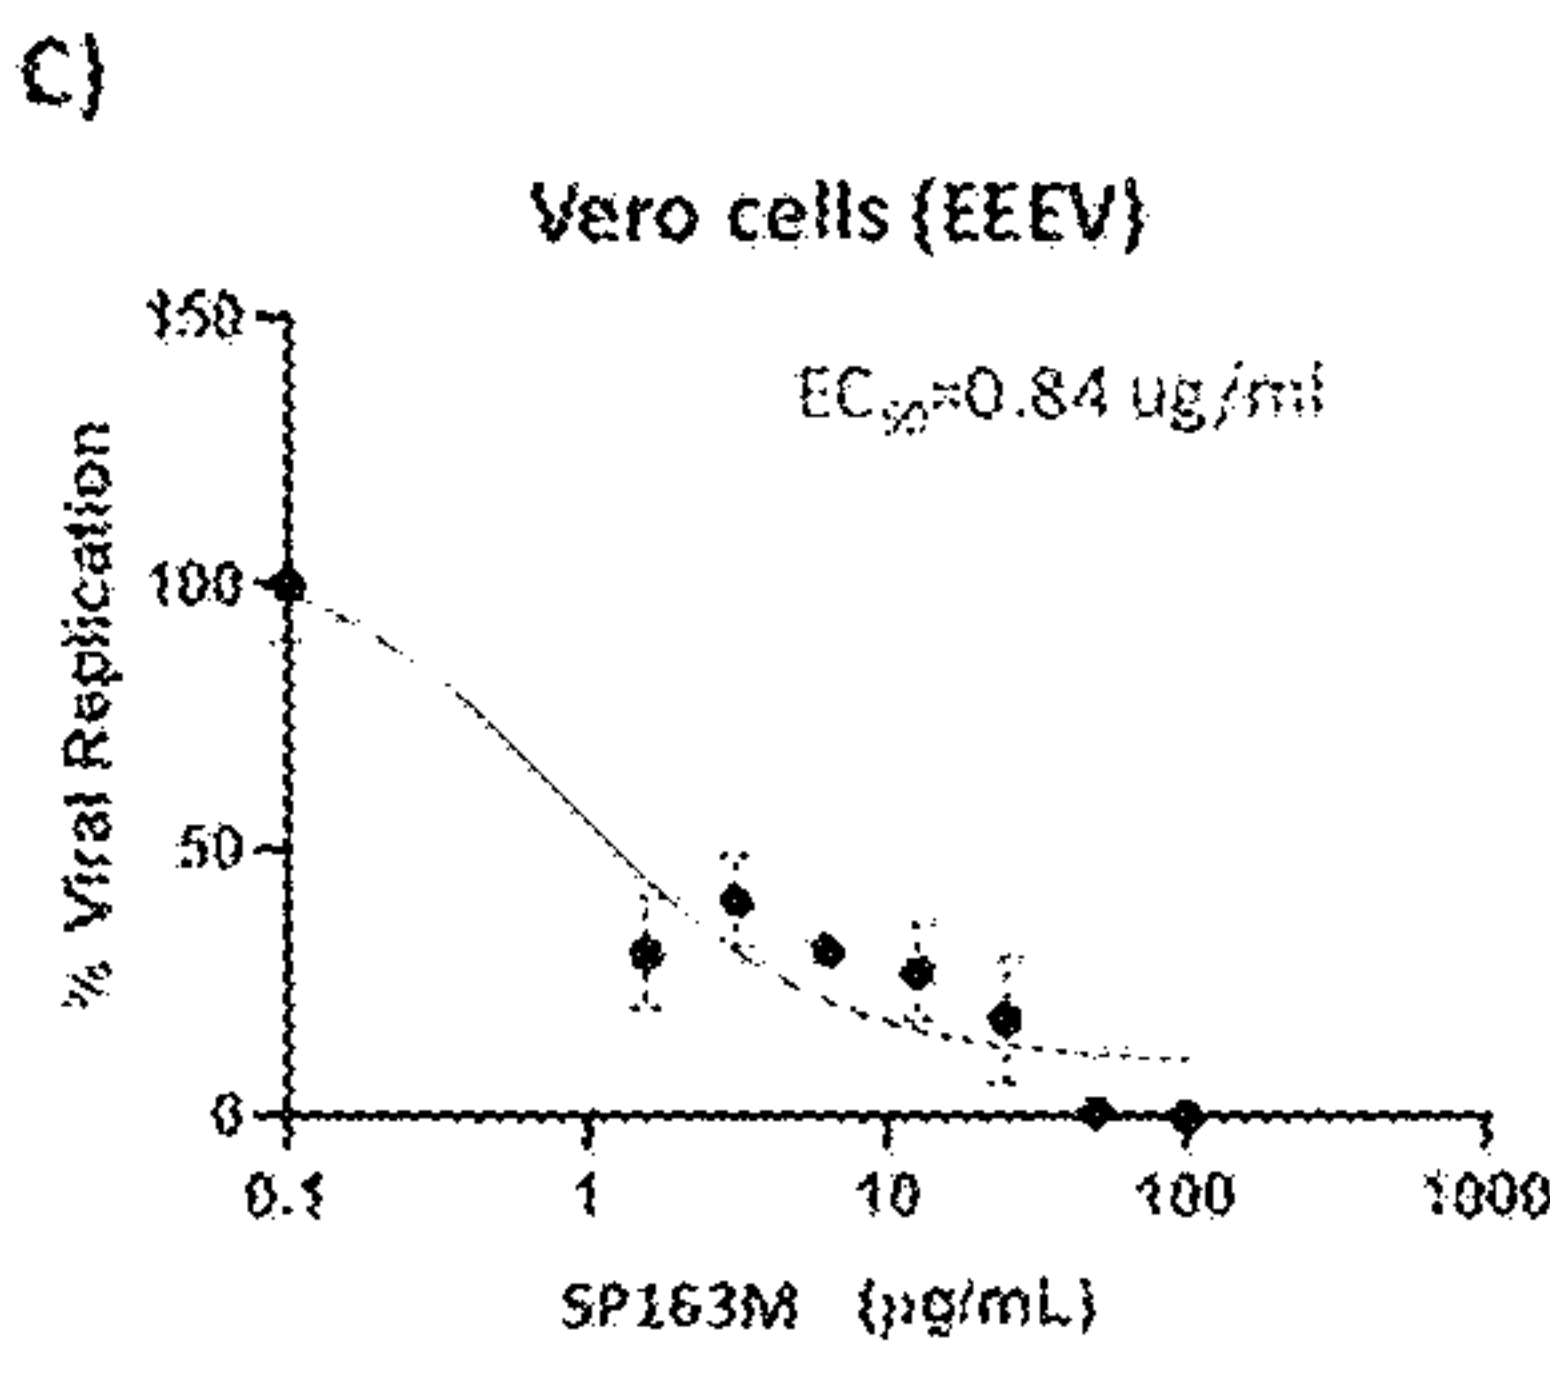 C)
Vero cells (EEEV)
EC50=0.84 ug/ml
% Viral Replication
150
100
50
0
0.1 1 10 100 1000
SP163M (µg/mL)